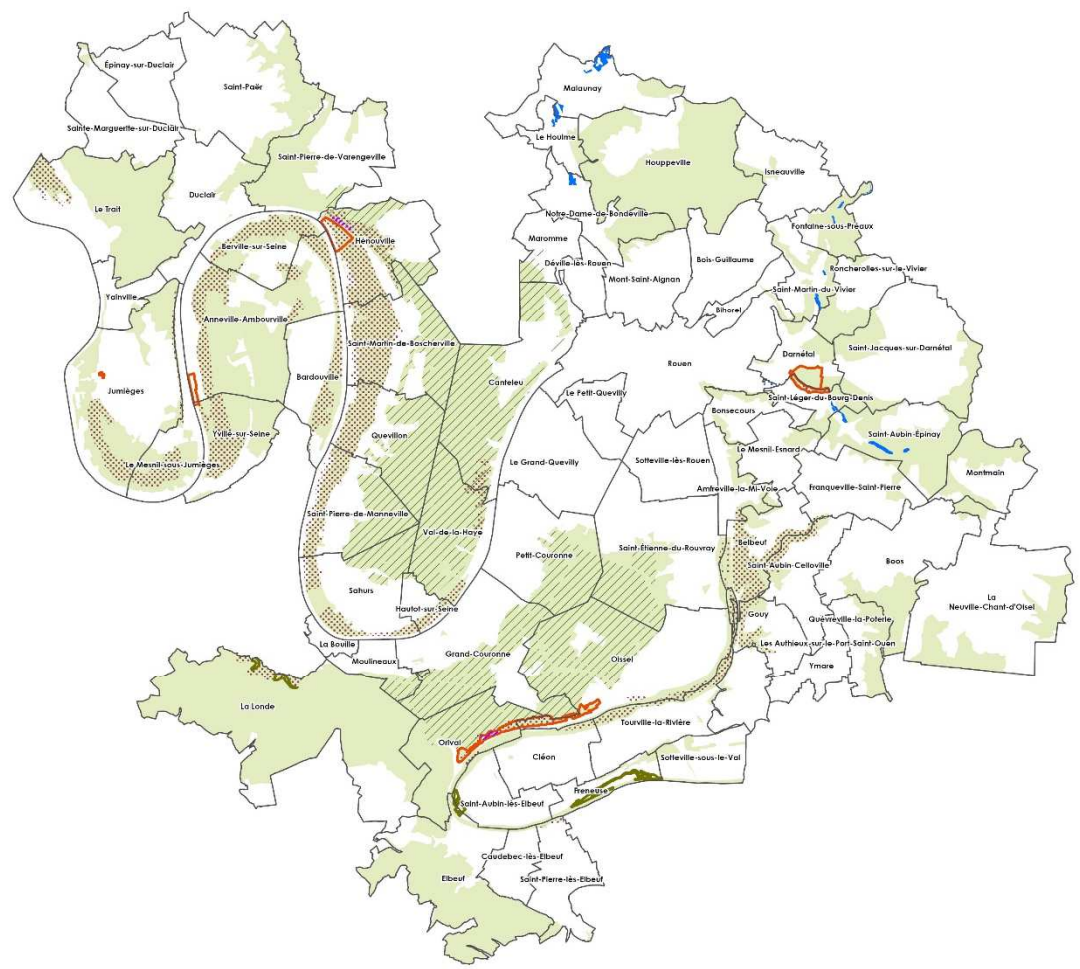 Épinay-sur-Duclair
Saint-Paër
Malaunay
Sainte-Marguerite-sur-Duclair
Le Houlme
Saint-Pierre-de-Varengeville
Houppeville
Isneauville
Le Trait
Duclair
Notre-Dame-de-Bondeville
Fontaine-sous-Préaux
Berville-sur-Seine
Hénouville
Maromme
Déville-lès-Rouen
Bois-Guillaume
Roncherolles-sur-le-Vivier
Mont-Saint-Aignan
Saint-Martin-du-Vivier
Yainville
Bihorel
Anneville-Ambourville
Saint-Martin-de-Boscherville
Saint-Jacques-sur-Darnétal
Darnétal
Rouen
Bardouville
Canteleu
Jumièges
Le Petit-Quevilly
Saint-Léger-du-Bourg-Denis
Bonsecours
Yville-sur-Seine
Quevillon
Saint-Aubin-Epinay
Le Mesnil-Esnard
Le Mesnil-sous-Jumièges
Le Grand-Quevilly
Sotteville-lès-Rouen
Franqueville-Saint-Pierre
Montmain
Amfreville-la-Mi-Voie
Saint-Pierre-de-Manneville
Val-de-la-Haye
Belbeuf
Petit-Couronne
Saint-Étienne-du-Rouvray
Saint-Aubin-Celloville
Boos
Sahurs
La
Neuville-Chant-d'Oisel
Hautot-sur-Seine
Gouy
Quévreville-la-Poterie
La Bouille
Les Authieux-sur-le-Port-Saint-Ouen
Grand-Couronne
Moulineaux
Oissel
Ymare
La Londe
Tourville-la-Rivière
Orival
Cléon
Sotteville-sous-le-Val
Freneuse
Saint-Aubin-lès-Elbeuf
Caudebec-lès-Elbeuf
Elbeuf
Saint-Pierre-lès-Elbeuf